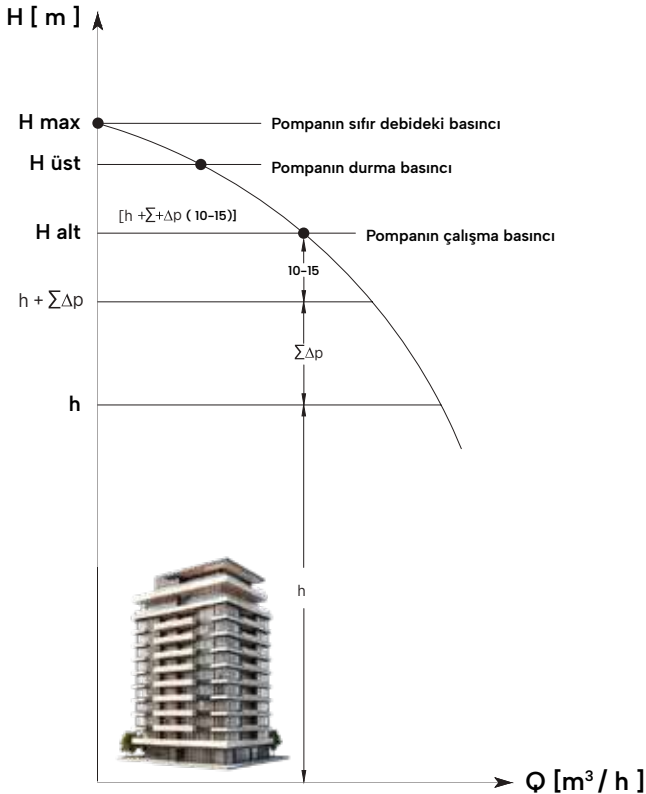 H [ m ]
H max
Pompanın sıfır debideki basıncı
H üst
Pompanın durma basıncı
[h +∑+∆p ( 10-15)]
H alt
Pompanın çalışma basıncı
10-15
h + ∑∆p
∑∆p
h
h
Q [m³ / h ]